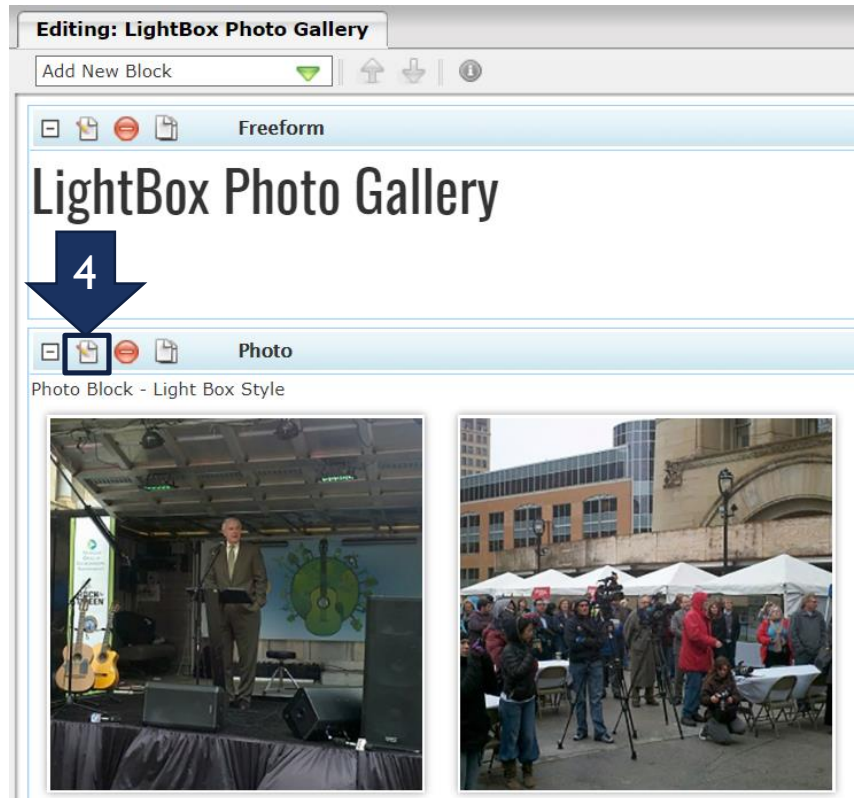 Editing: LightBox Photo Gallery
Add New Block
Freeform
LightBox Photo Gallery
4
Photo
Photo Block - Light Box Style